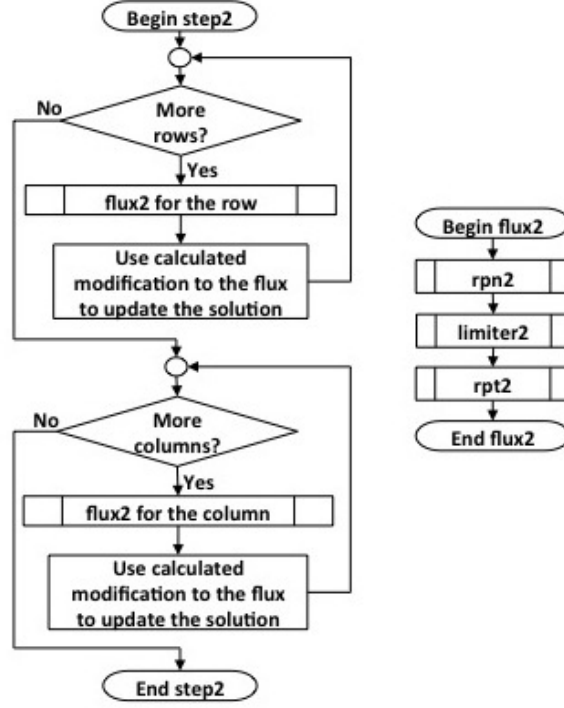 Begin step2
No
More
rows?
Yes
flux2 for the row
Use calculated
modification to the flux
to update the solution
No
More
columns?
Yes
flux2 for the column
Use calculated
modification to the flux
to update the solution
End step2
Begin flux2
rpn2
limiter2
rpt2
End flux2